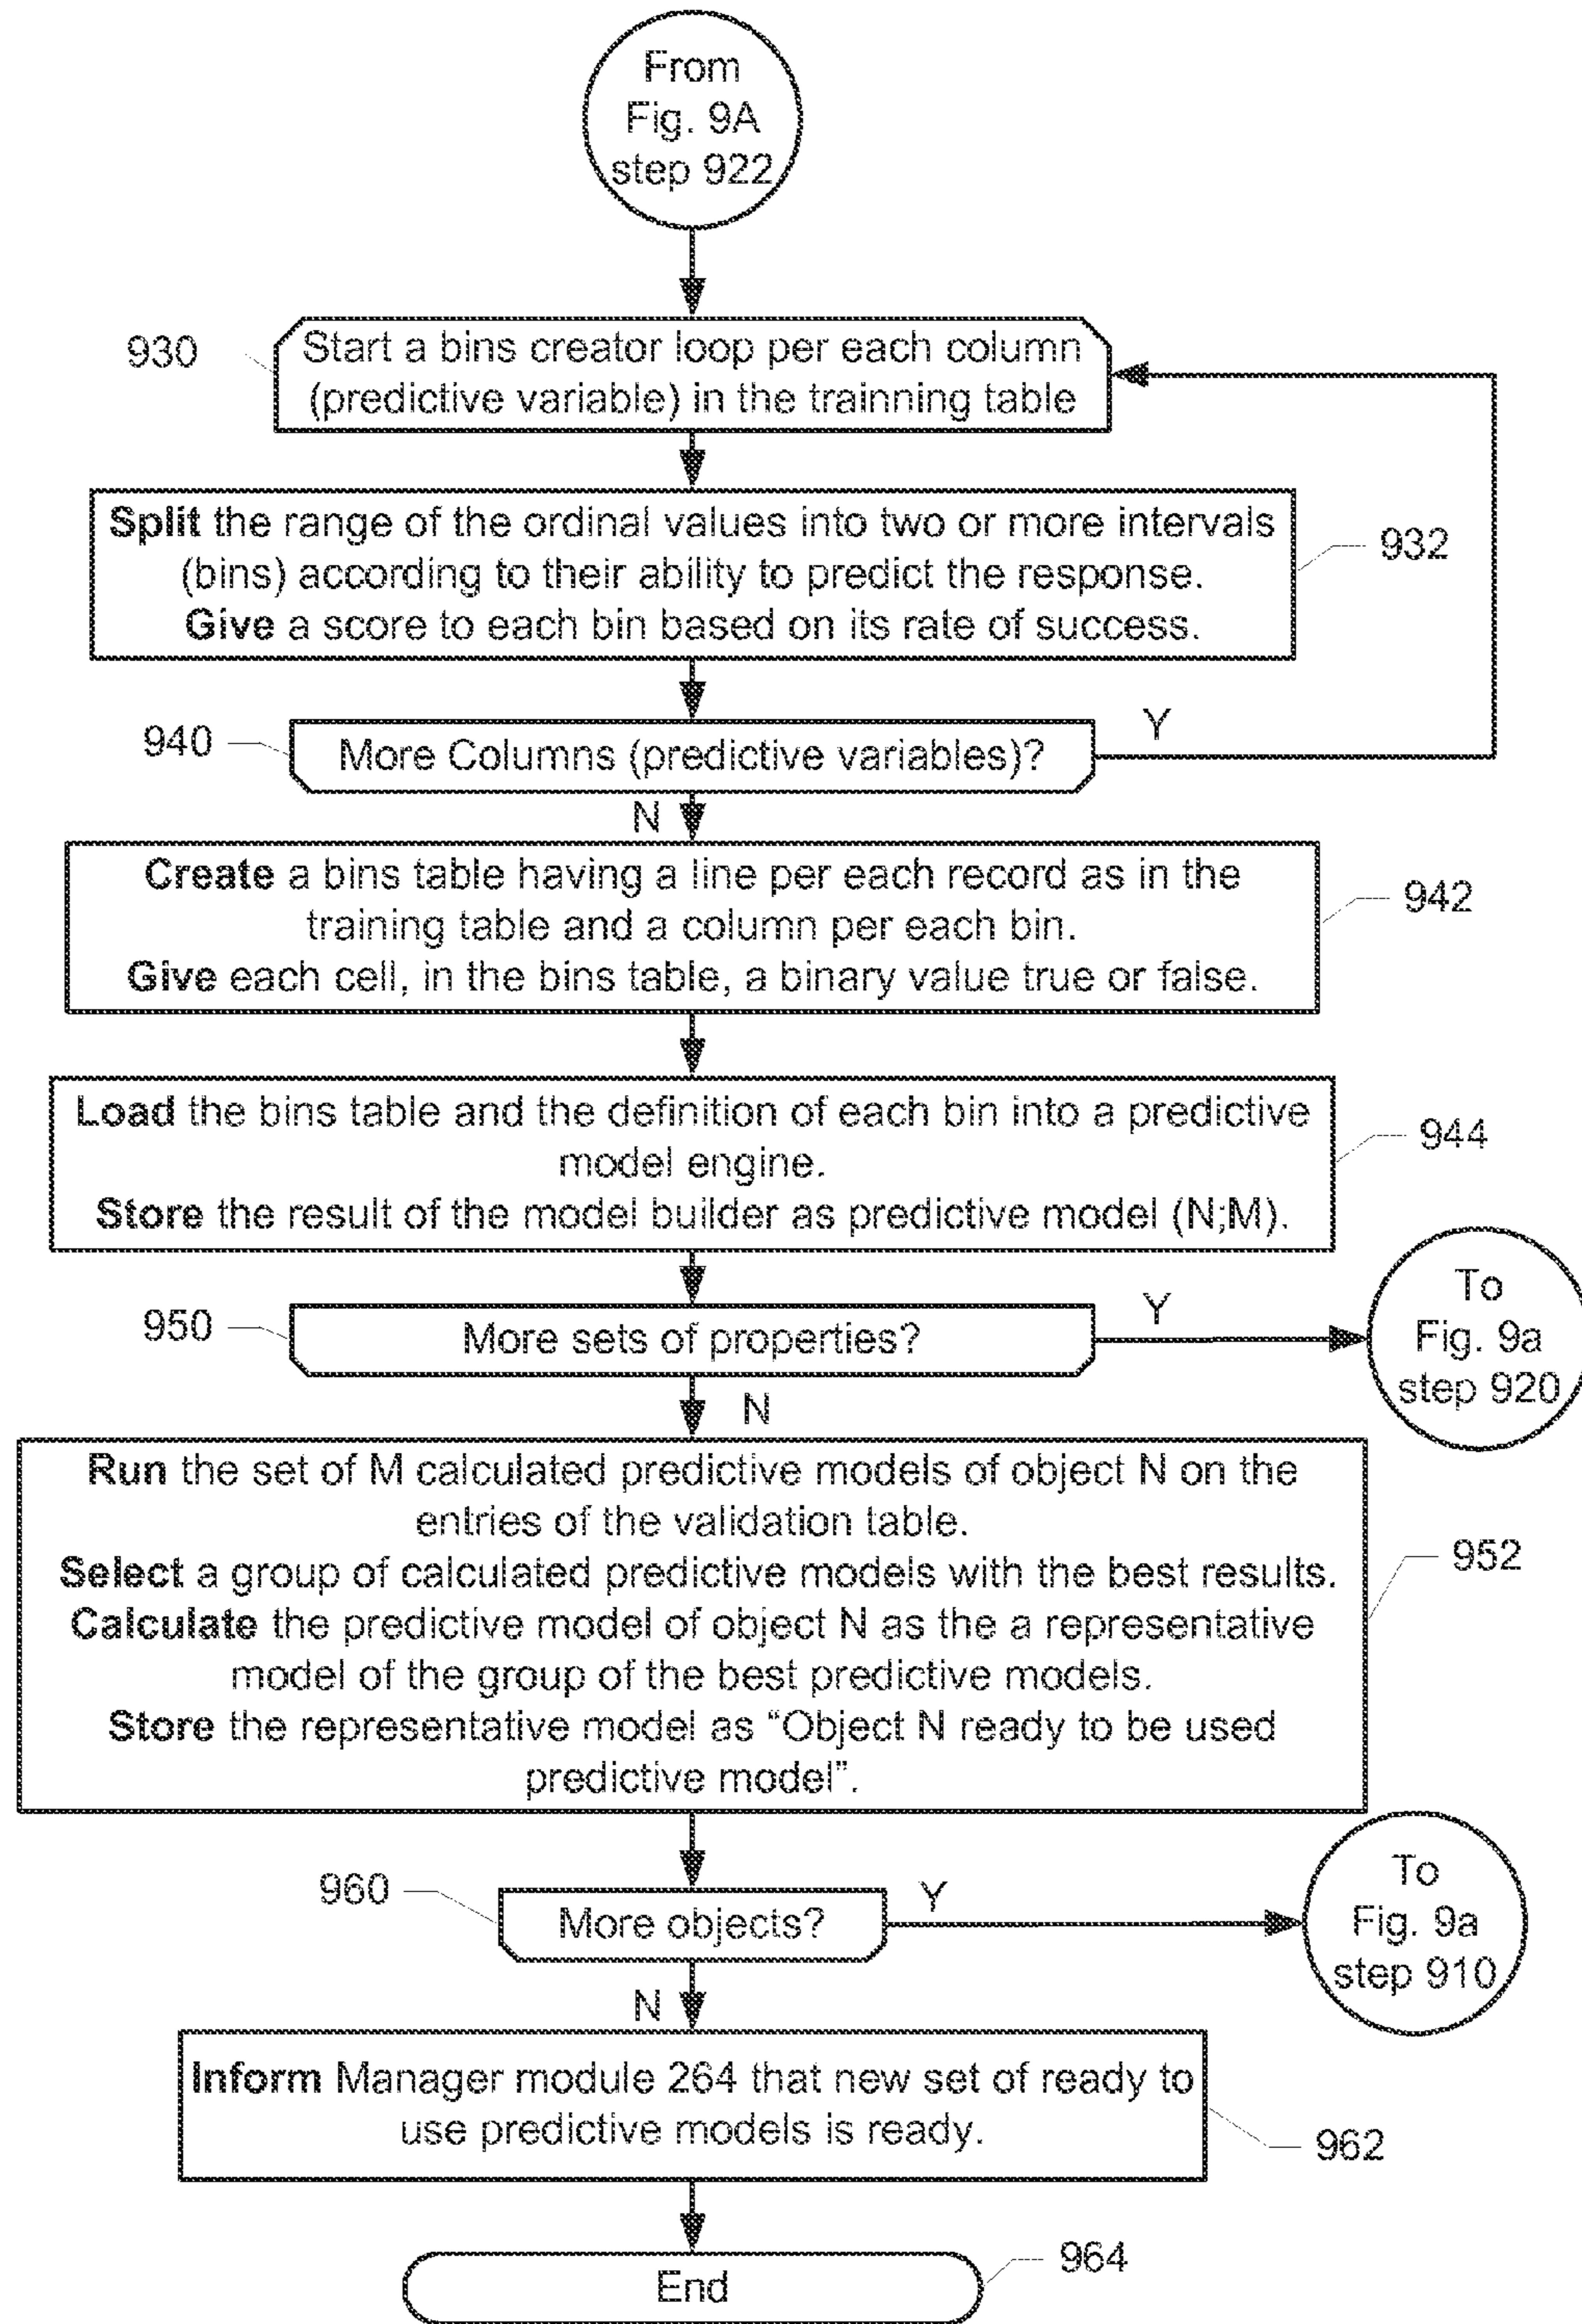 From
Fig. 9A
step 922
930
Start a bins creator loop per each column
(predictive variable) in the trainning table
Split the range of the ordinal values into two or more intervals
(bins) according to their ability to predict the response.
Give a score to each bin based on its rate of success.
932
940
More Columns (predictive variables)?
Y
N
Create a bins table having a line per each record as in the
training table and a column per each bin.
Give each cell, in the bins table, a binary value true or false.
942
Load the bins table and the definition of each bin into a predictive
model engine.
Store the result of the model builder as predictive model (N;M).
944
950
More sets of properties?
Y
To
Fig. 9a
step 920
N
Run the set of M calculated predictive models of object N on the
entries of the validation table.
Select a group of calculated predictive models with the best results.
Calculate the predictive model of object N as the a representative
model of the group of the best predictive models.
Store the representative model as “Object N ready to be used
predictive model”.
952
960
More objects?
Y
To
Fig. 9a
step 910
N
Inform Manager module 264 that new set of ready to
use predictive models is ready.
962
End
964